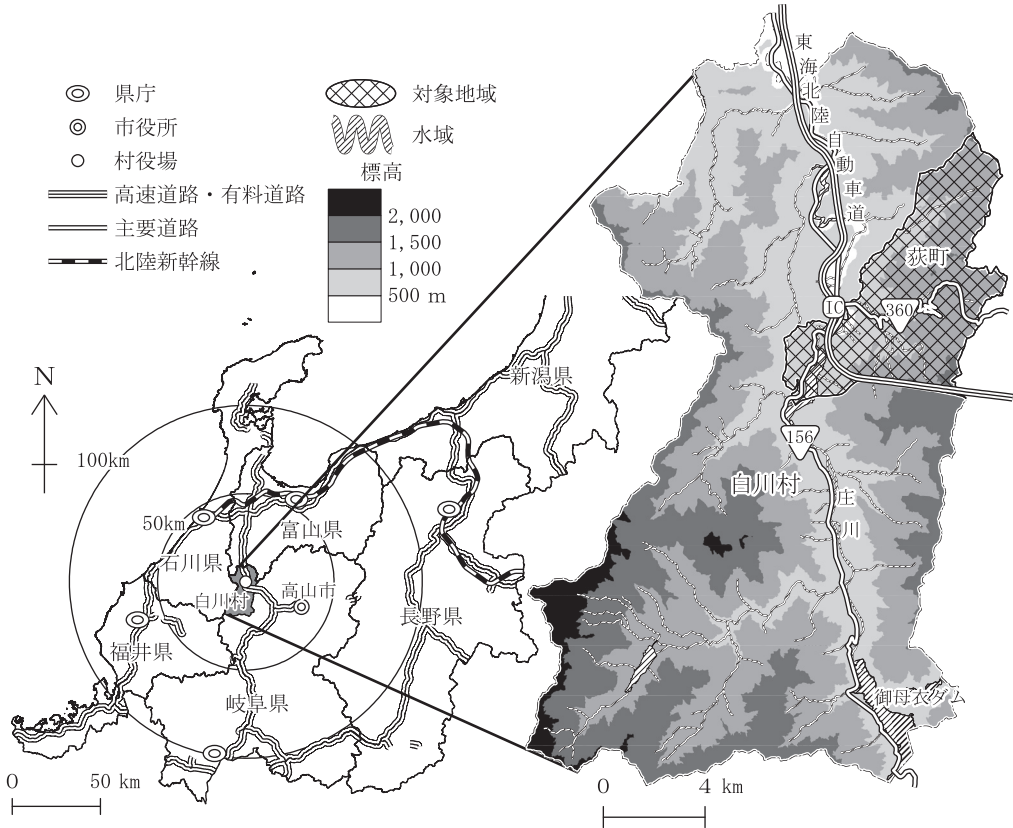 県庁
市役所
村役場
高速道路・有料道路
主要道路
北陸新幹線
対象地域
水域
標高
2,000
1,500
1,000
500 m
N
100km
50km
新潟県
富山県
石川県
白川村
高山市
長野県
福井県
岐阜県
0 50 km
東海北陸自動車道
荻町
IC
360
156
白川村
庄川
御母衣ダム
0 4 km